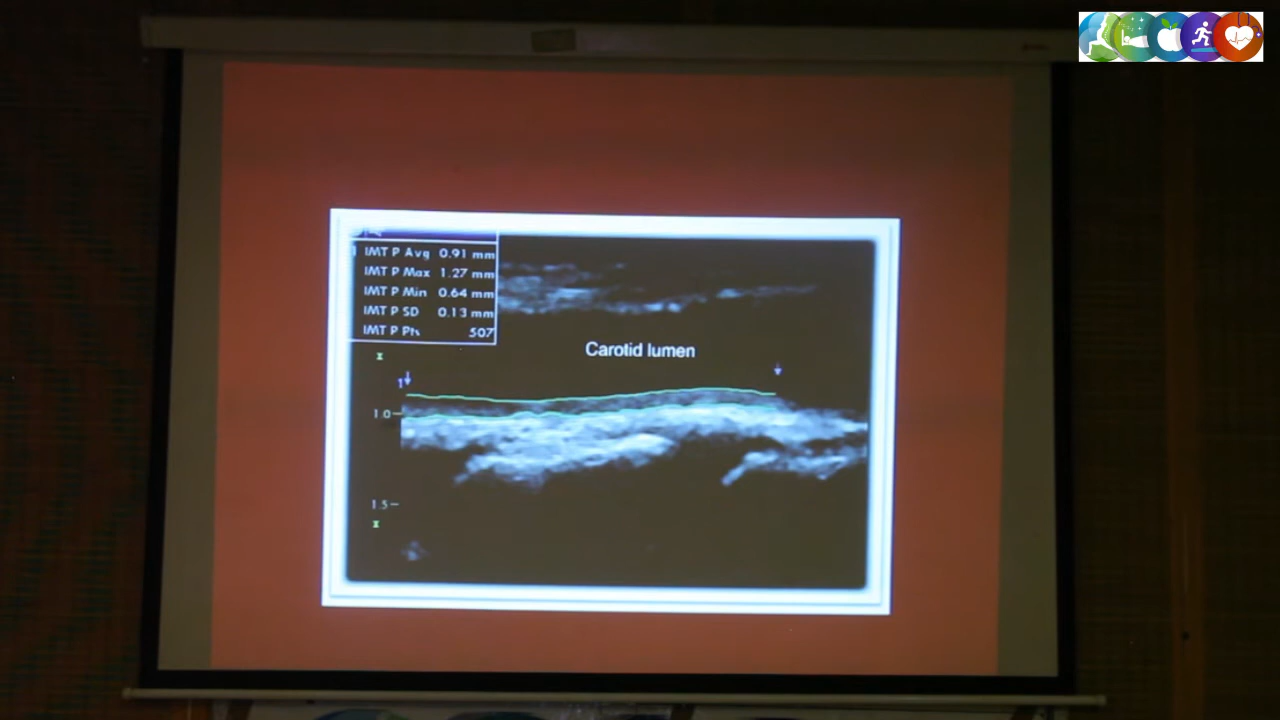 IMT P Avg 0.91 mm
IMT P Max 1.27 mm
IMT P Min 0.64 mm
IMT P SD 0.13 mm
IMT P Pts 507
Carotid lumen
1
1.0
1.5